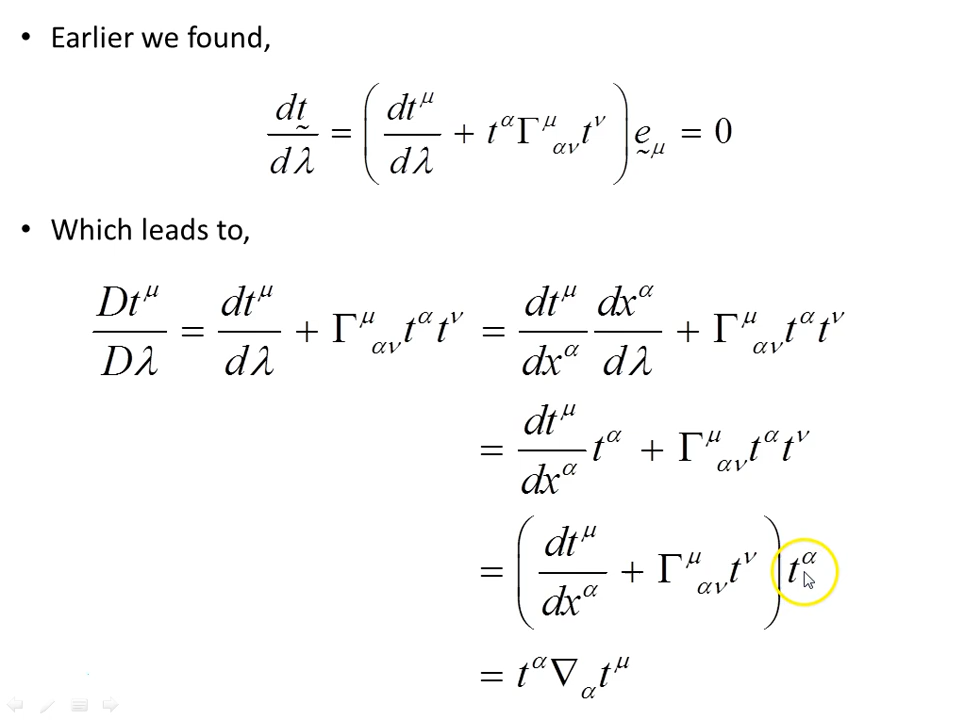 • Earlier we found,
dt̰/dλ = (dt^μ/dλ + t^α Γ^μ_αν t^ν) ḛ_μ = 0
• Which leads to,
Dt^μ/Dλ = dt^μ/dλ + Γ^μ_αν t^α t^ν = dt^μ/dx^α dx^α/dλ + Γ^μ_αν t^α t^ν
= dt^μ/dx^α t^α + Γ^μ_αν t^α t^ν
= (dt^μ/dx^α + Γ^μ_αν t^ν) t^α
= t^α ∇_α t^μ